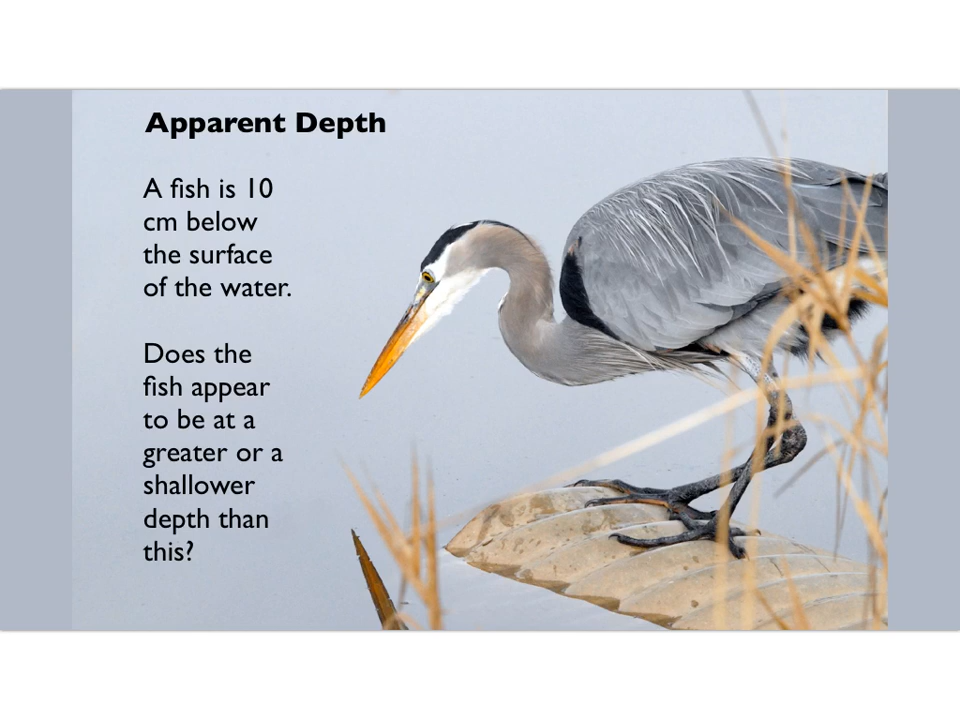 Apparent Depth
A fish is 10
cm below
the surface
of the water.
Does the
fish appear
to be at a
greater or a
shallower
depth than
this?